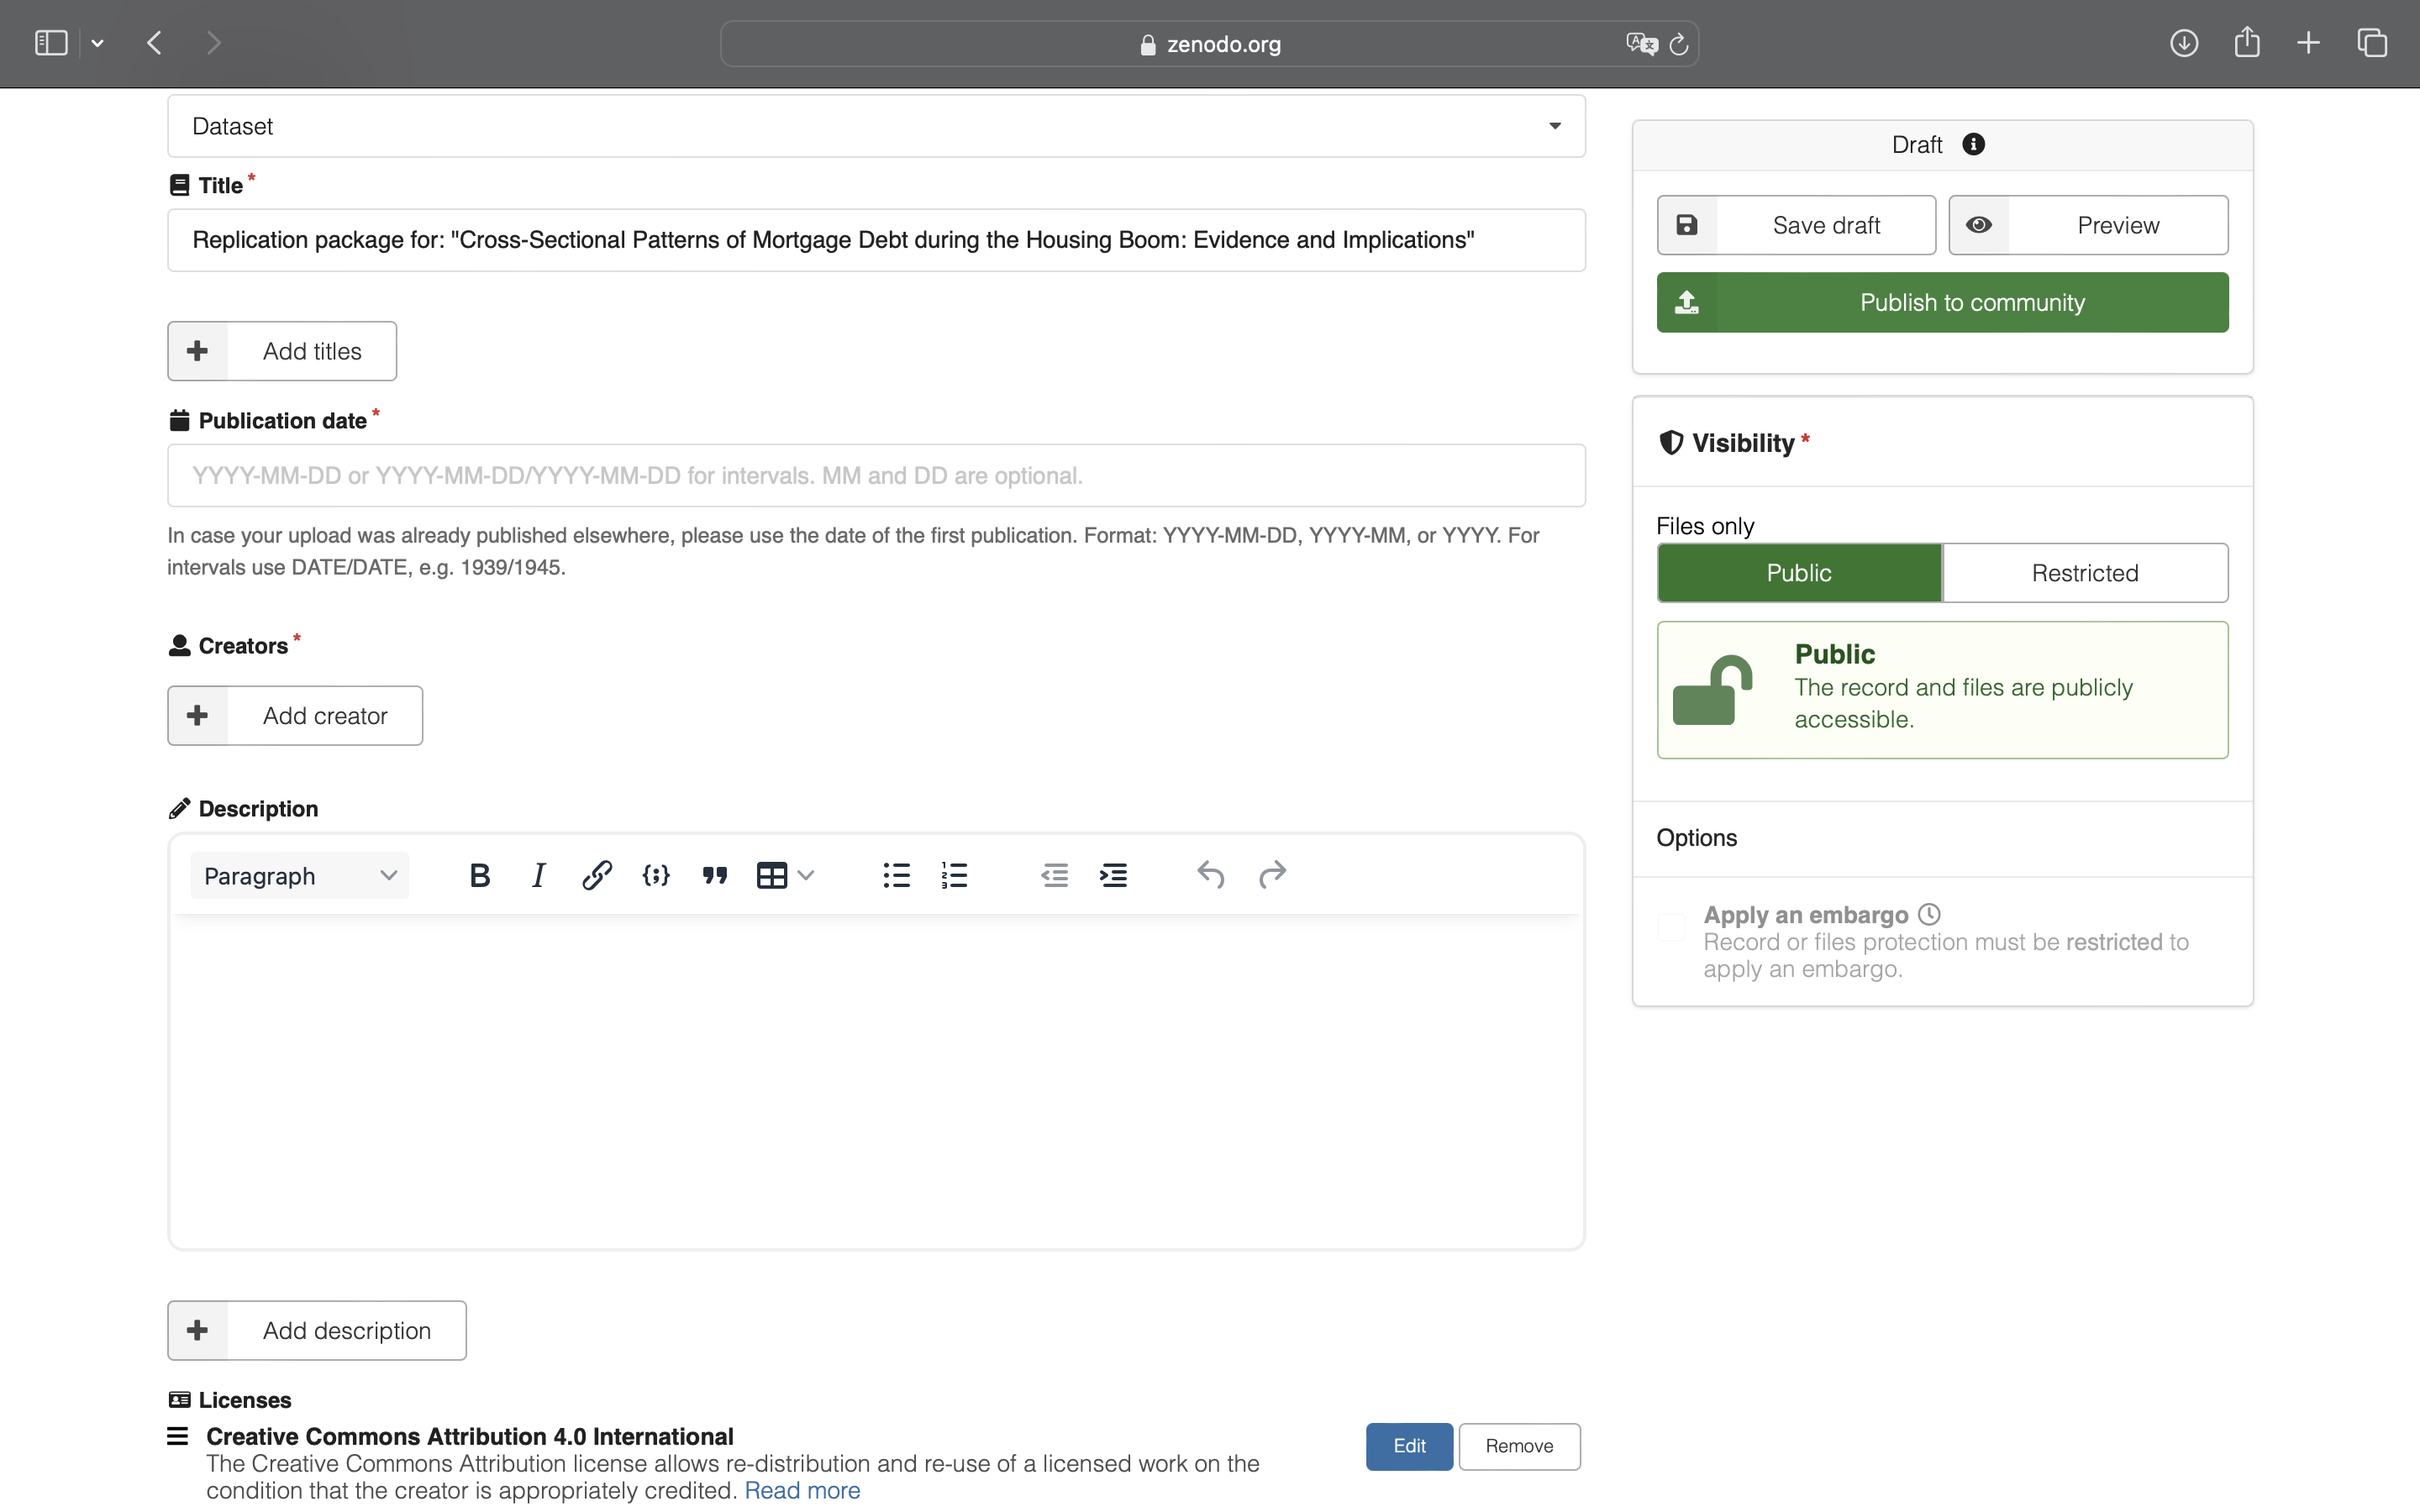 zenodo.org
Dataset
Title *
Replication package for: "Cross-Sectional Patterns of Mortgage Debt during the Housing Boom: Evidence and Implications"
Add titles
Publication date *
YYYY-MM-DD or YYYY-MM-DD/YYYY-MM-DD for intervals. MM and DD are optional.
In case your upload was already published elsewhere, please use the date of the first publication. Format: YYYY-MM-DD, YYYY-MM, or YYYY. For
intervals use DATE/DATE, e.g. 1939/1945.
Creators *
Add creator
Description
Paragraph
Add description
Licenses
Creative Commons Attribution 4.0 International
The Creative Commons Attribution license allows re-distribution and re-use of a licensed work on the
condition that the creator is appropriately credited. Read more
Edit
Remove
Draft
Save draft
Preview
Publish to community
Visibility *
Files only
Public
Restricted
Public
The record and files are publicly
accessible.
Options
Apply an embargo
Record or files protection must be restricted to
apply an embargo.